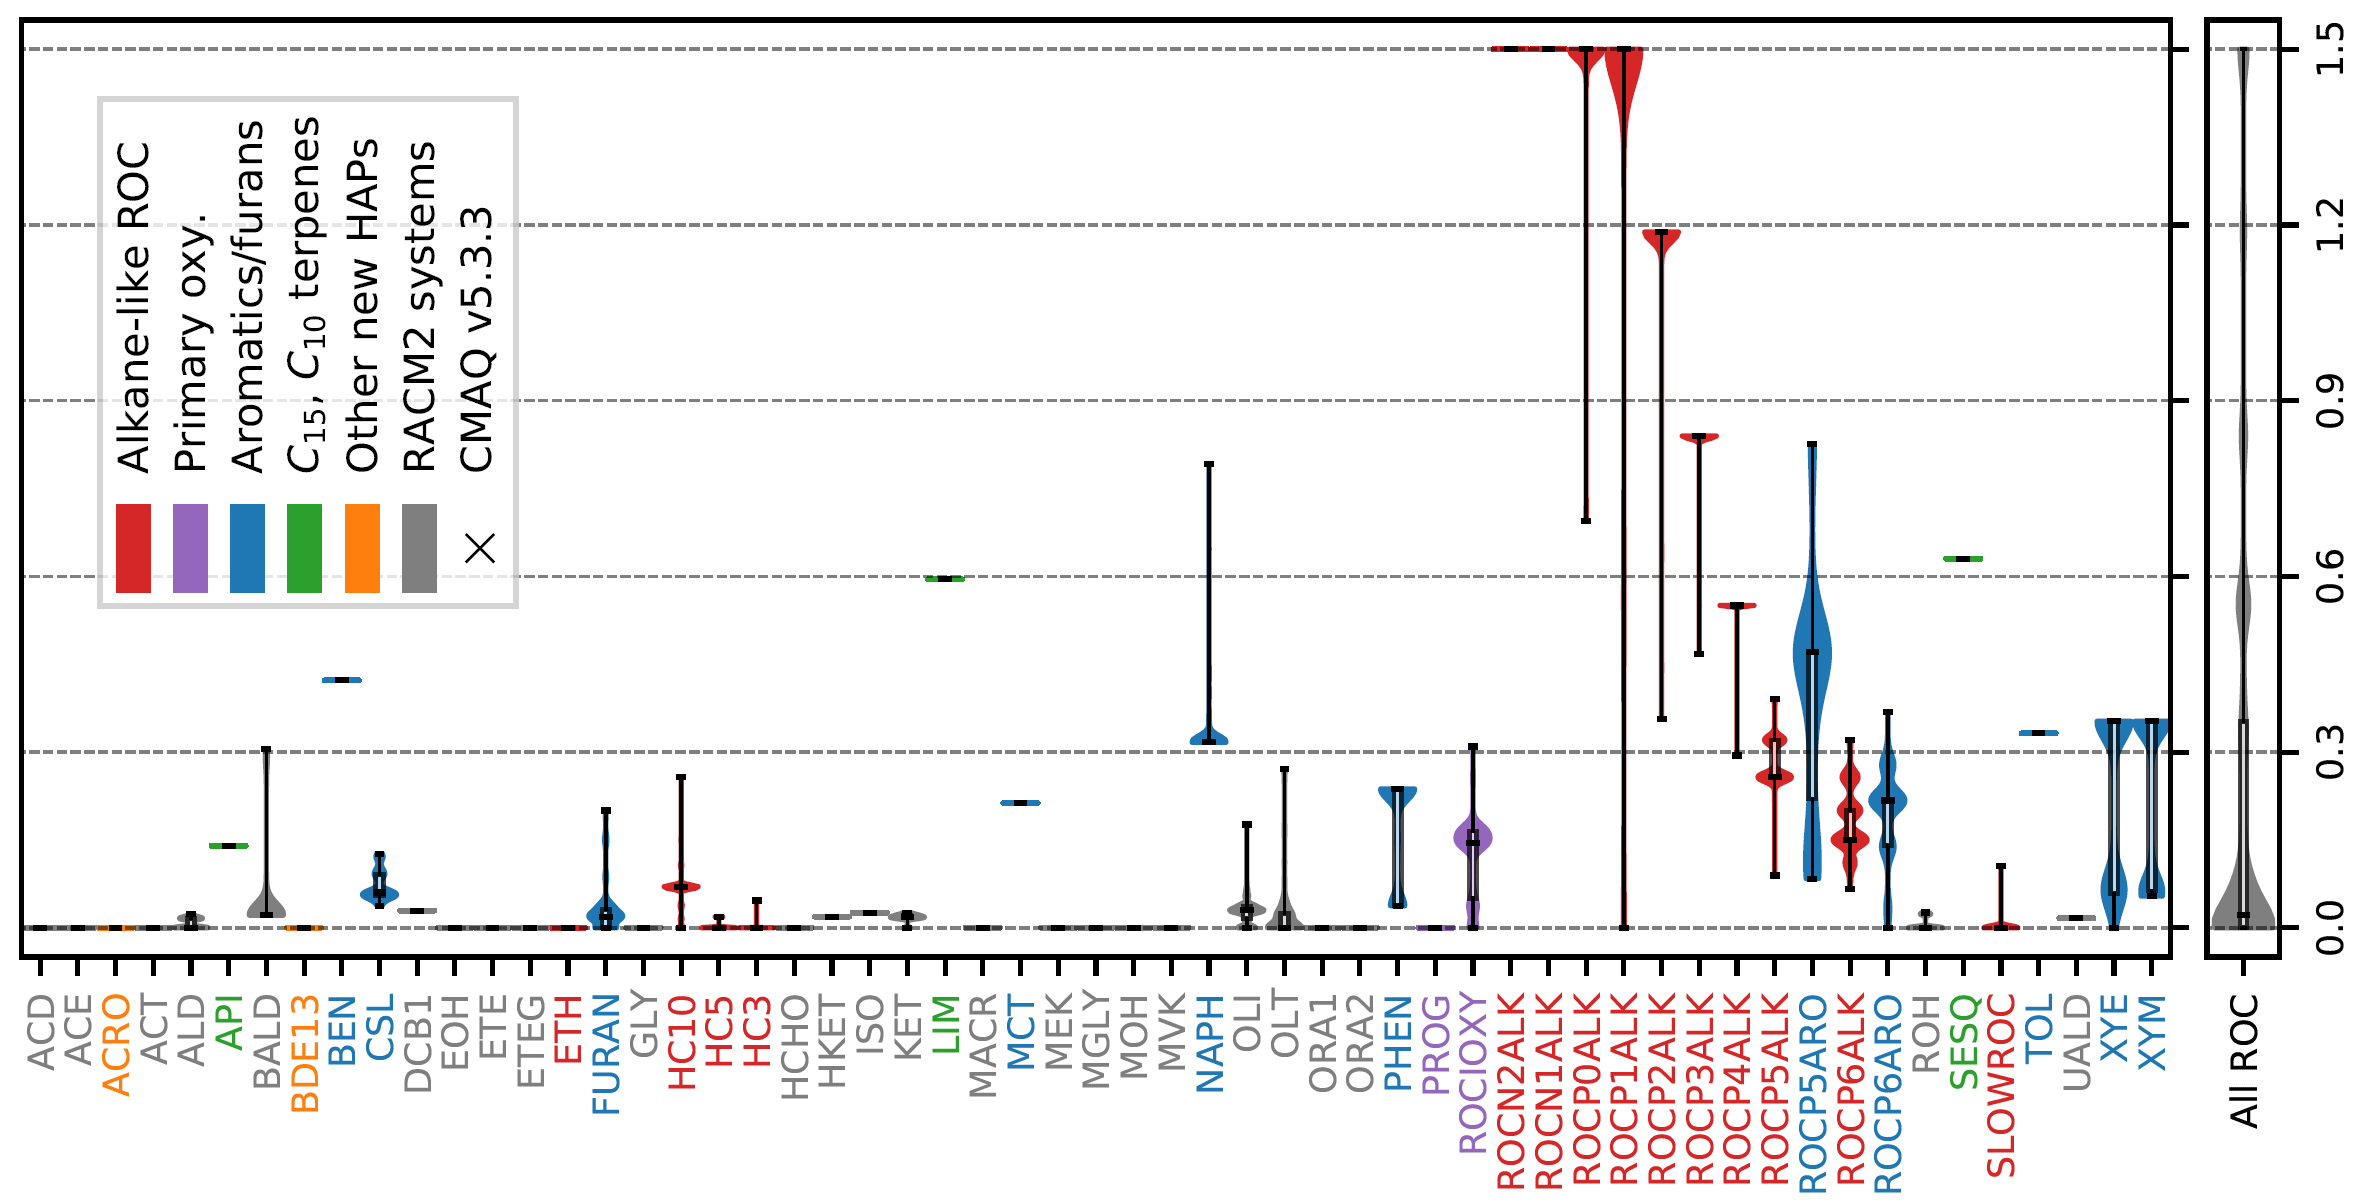 Alkane-like ROC
Primary oxy.
Aromatics/furans
C15, C10 terpenes
Other new HAPs
RACM2 systems
CMAQ v5.3.3
1.5
1.2
0.9
0.6
0.3
0.0
ACD
ACE
ACRO
ACT
ALD
API
BALD
BDE13
BEN
CSL
DCB1
EOH
ETE
ETEG
ETH
FURAN
GLY
HC10
HC5
HC3
HCHO
HKET
ISO
KET
LIM
MACR
MCT
MEK
MGLY
MOH
MVK
NAPH
OLI
OLT
ORA1
ORA2
PHEN
PROG
ROCIOXY
ROCN2ALK
ROCN1ALK
ROCP0ALK
ROCP1ALK
ROCP2ALK
ROCP3ALK
ROCP4ALK
ROCP5ALK
ROCP5ARO
ROCP6ALK
ROCP6ARO
ROH
SESQ
SLOWROC
TOL
UALD
XYE
XYM
All ROC